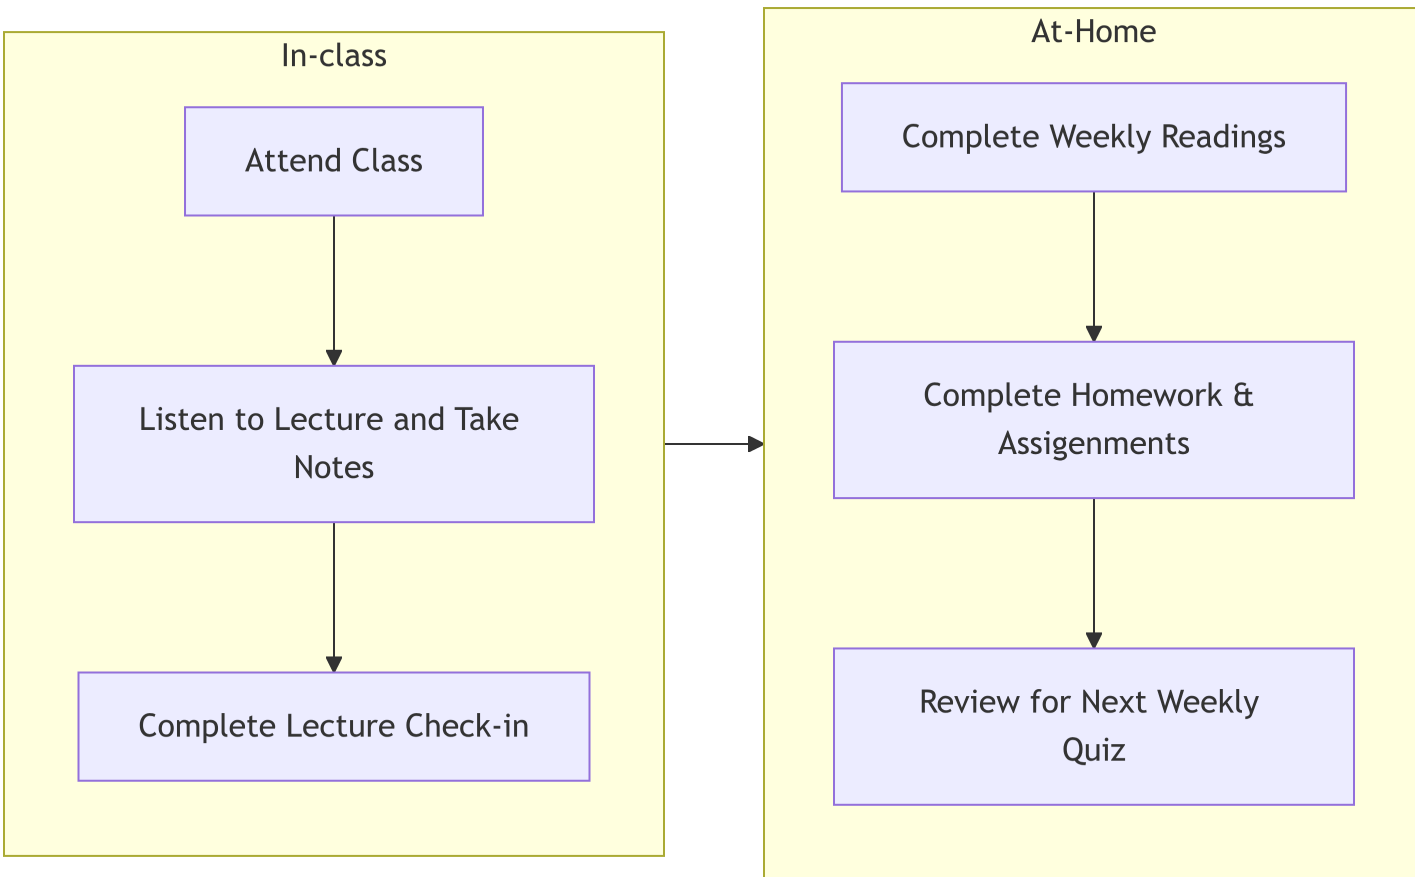 In-class
Attend Class
Listen to Lecture and Take
Notes
Complete Lecture Check-in
At-Home
Complete Weekly Readings
Complete Homework &
Assigenments
Review for Next Weekly
Quiz